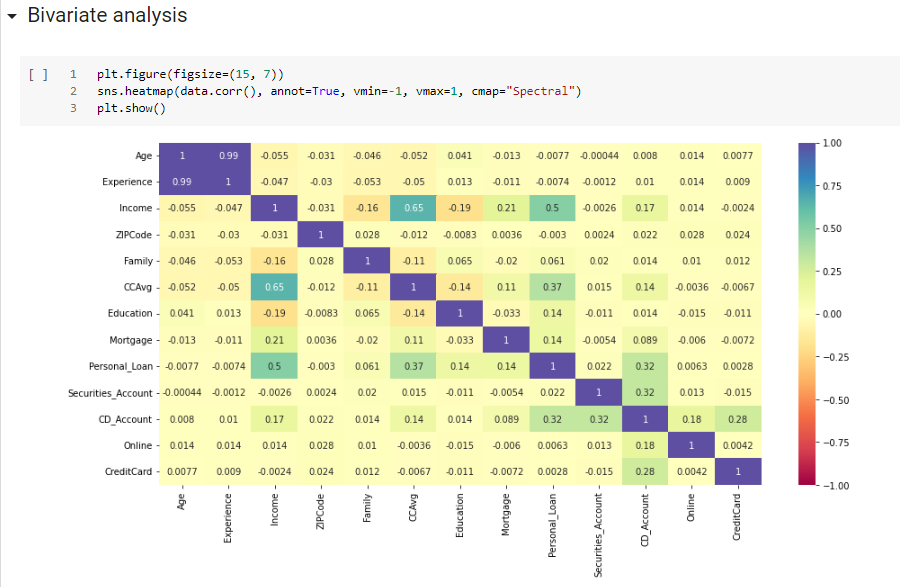 Bivariate analysis
[ ] 1 plt.figure(figsize=(15, 7))
2 sns.heatmap(data.corr(), annot=True, vmin=-1, vmax=1, cmap="Spectral")
3 plt.show()
Age 1 0.99 -0.055 -0.031 -0.046 -0.052 0.041 -0.013 -0.0077 -0.00044 0.008 0.014 0.0077
Experience 0.99 1 -0.047 -0.03 -0.053 -0.05 0.013 -0.011 -0.0074 -0.0012 0.01 0.014 0.009
Income -0.055 -0.047 1 -0.031 -0.16 0.65 -0.19 0.21 0.5 -0.0026 0.17 0.014 -0.0024
ZIPCode -0.031 -0.03 -0.031 1 0.028 -0.012 -0.0083 0.0036 -0.003 0.0024 0.022 0.028 0.024
Family -0.046 -0.053 -0.16 0.028 1 -0.11 0.065 -0.02 0.061 0.02 0.014 0.01 0.012
CCAvg -0.052 -0.05 0.65 -0.012 -0.11 1 -0.14 0.11 0.37 0.015 0.14 -0.0036 -0.0067
Education 0.041 0.013 -0.19 -0.0083 0.065 -0.14 1 -0.033 0.14 -0.011 0.014 -0.015 -0.011
Mortgage -0.013 -0.011 0.21 0.0036 -0.02 0.11 -0.033 1 0.14 -0.0054 0.089 -0.006 -0.0072
Personal_Loan -0.0077 -0.0074 0.5 -0.003 0.061 0.37 0.14 0.14 1 0.022 0.32 0.0063 0.0028
Securities_Account -0.00044 -0.0012 -0.0026 0.0024 0.02 0.015 -0.011 -0.0054 0.022 1 0.32 0.013 -0.015
CD_Account 0.008 0.01 0.17 0.022 0.014 0.14 0.014 0.089 0.32 0.32 1 0.18 0.28
Online 0.014 0.014 0.014 0.028 0.01 -0.0036 -0.015 -0.006 0.0063 0.013 0.18 1 0.0042
CreditCard 0.0077 0.009 -0.0024 0.024 0.012 -0.0067 -0.011 -0.0072 0.0028 -0.015 0.28 0.0042 1
Age Experience Income ZIPCode Family CCAvg Education Mortgage Personal_Loan Securities_Account CD_Account Online CreditCard
1.00
0.75
0.50
0.25
0.00
−0.25
−0.50
−0.75
−1.00